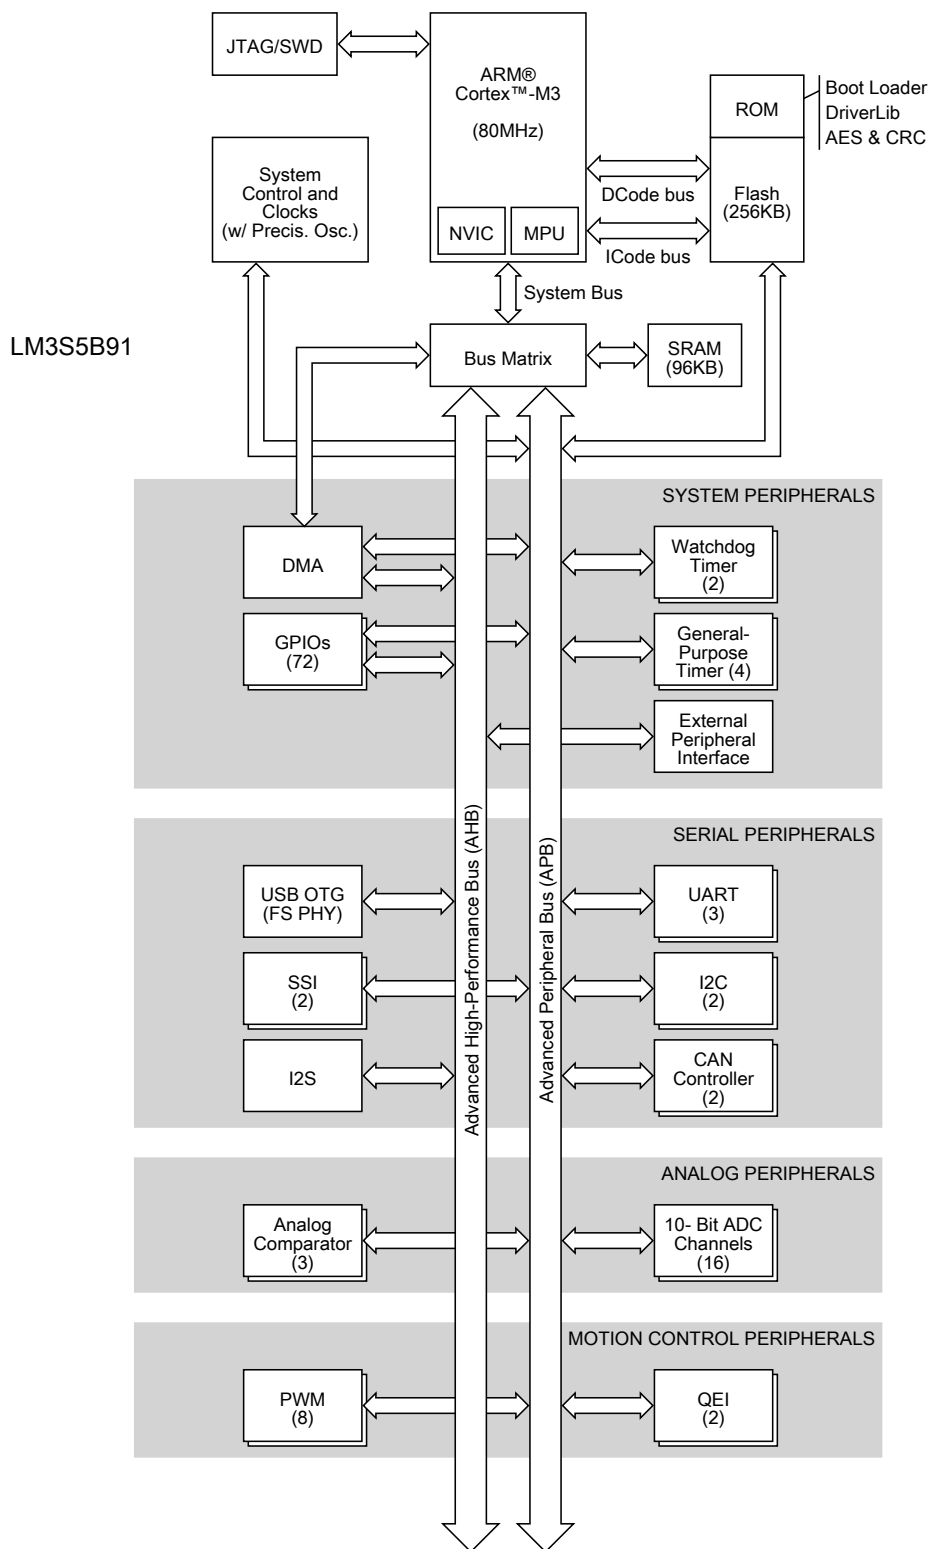 JTAG/SWD
ARM®
Cortex™-M3
(80MHz)
NVIC
MPU
ROM
Boot Loader
DriverLib
AES & CRC
Flash
(256KB)
DCode bus
ICode bus
System
Control and
Clocks
(w/ Precis. Osc.)
System Bus
LM3S5B91
Bus Matrix
SRAM
(96KB)
SYSTEM PERIPHERALS
DMA
Watchdog
Timer
(2)
GPIOs
(72)
General-
Purpose
Timer (4)
External
Peripheral
Interface
Advanced High-Performance Bus (AHB)
Advanced Peripheral Bus (APB)
SERIAL PERIPHERALS
USB OTG
(FS PHY)
UART
(3)
SSI
(2)
I2C
(2)
I2S
CAN
Controller
(2)
ANALOG PERIPHERALS
Analog
Comparator
(3)
10- Bit ADC
Channels
(16)
MOTION CONTROL PERIPHERALS
PWM
(8)
QEI
(2)